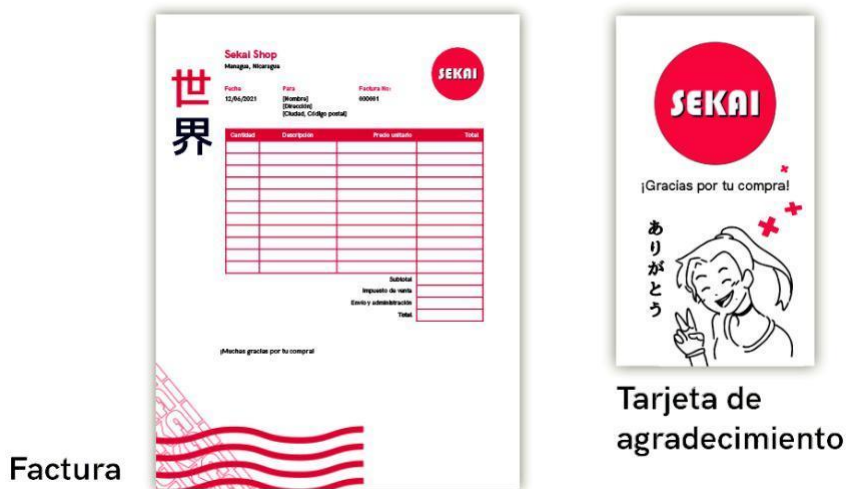 世界
Sekai Shop
Managua, Nicaragua
SEKAI
Fecha
12/06/2021
Para
[Nombre]
[Dirección]
[Ciudad, Código postal]
Factura No:
000001
Cantidad Descripción Precio unitario Total
Subtotal
Impuesto de venta
Envío y administración
Total
¡Muchas gracias por tu compra!
Factura
SEKAI
¡Gracias por tu compra!
ありがとう
Tarjeta de
agradecimiento